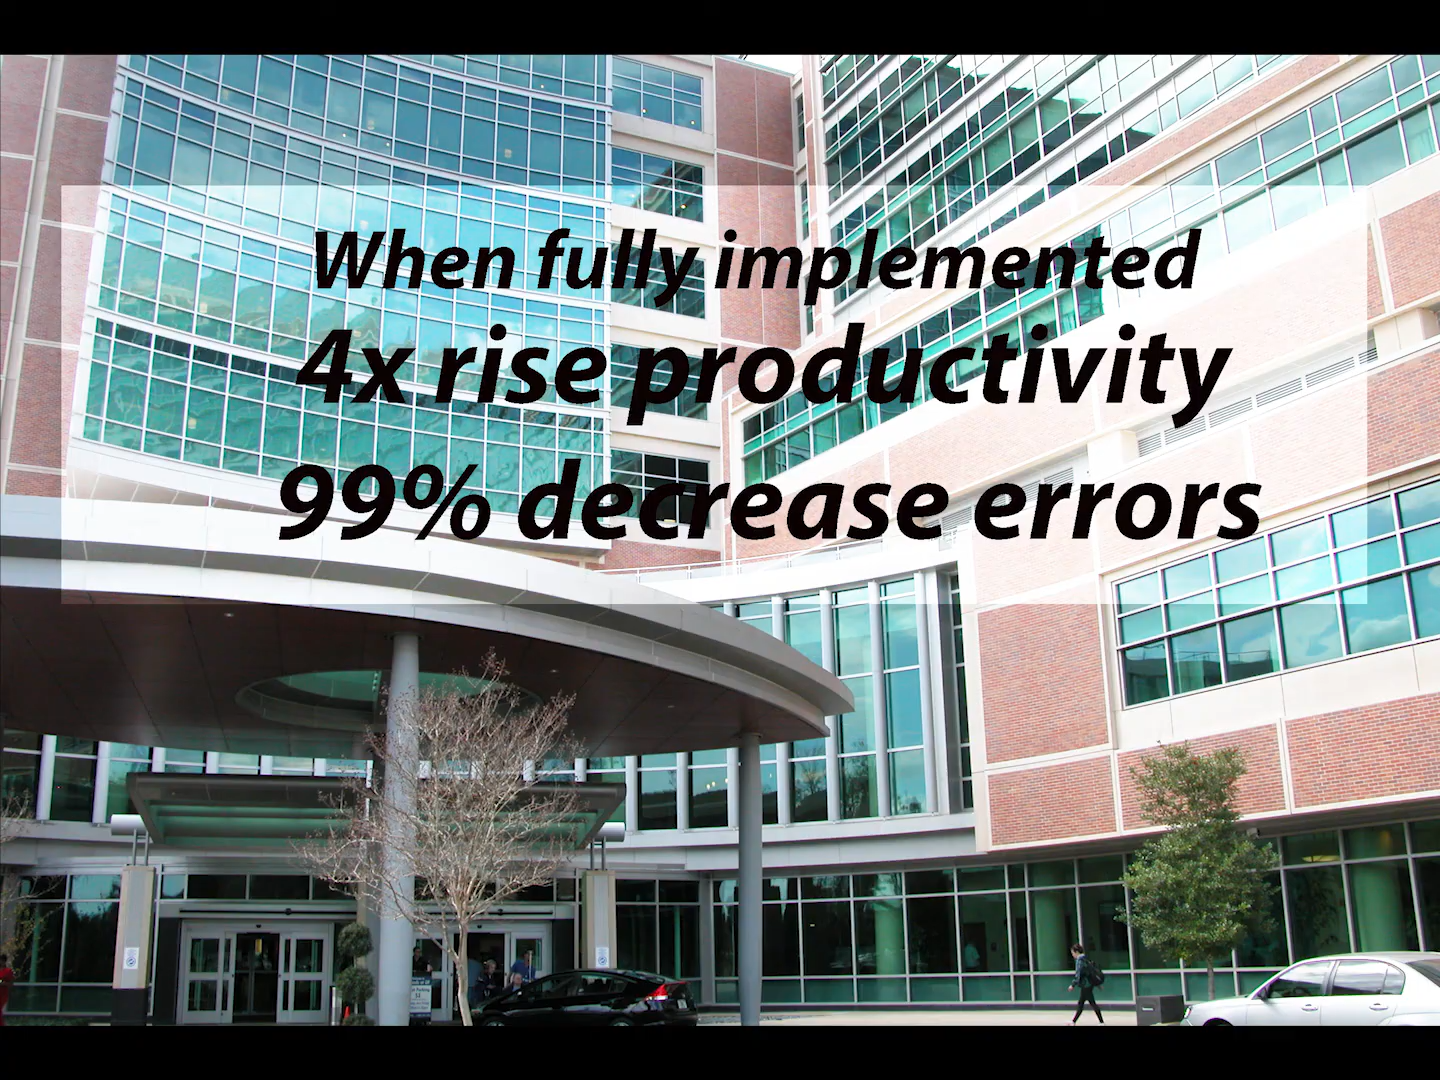 When fully implemented
4x rise productivity
99% decrease errors